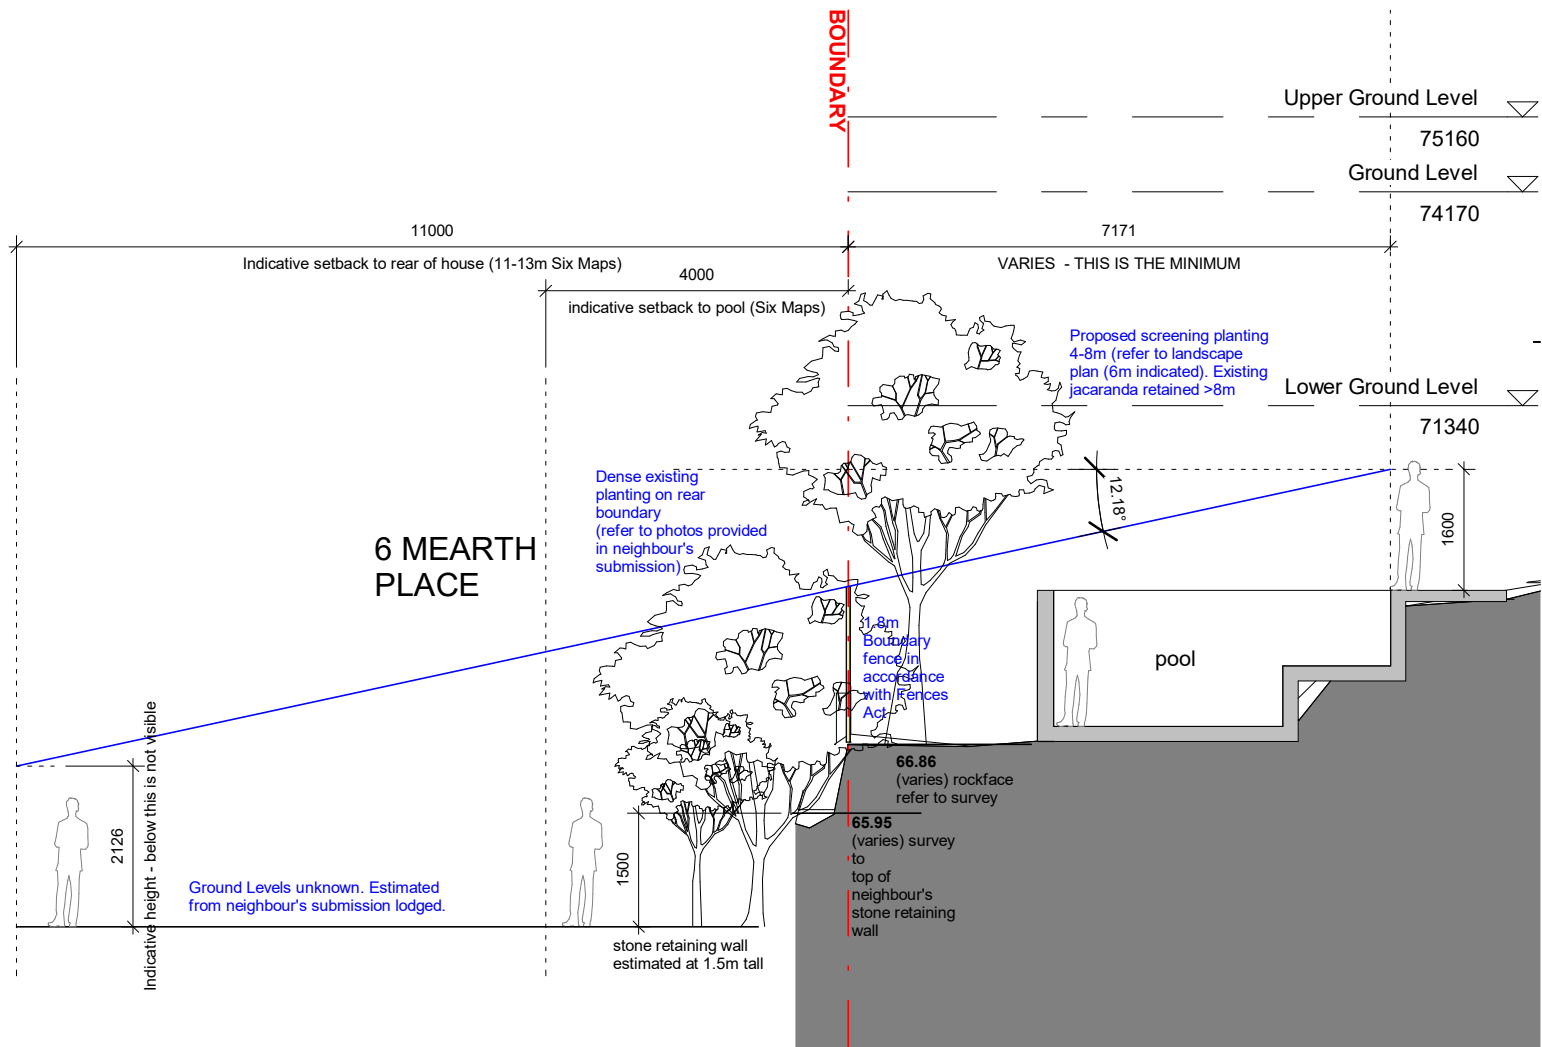 BOUNDARY
Upper Ground Level
75160
Ground Level
74170
11000
7171
Indicative setback to rear of house (11-13m Six Maps)
VARIES - THIS IS THE MINIMUM
4000
indicative setback to pool (Six Maps)
Proposed screening planting
4-8m (refer to landscape
plan (6m indicated). Existing
jacaranda retained >8m
Lower Ground Level
71340
Dense existing
planting on rear
boundary
(refer to photos provided
in neighbour's
submission)
12.18°
1600
6 MEARTH
PLACE
1.8m
Boundary
fence in
accordance
with Fences
Act
pool
66.86
(varies) rockface
refer to survey
65.95
(varies) survey
to
top of
neighbour's
stone retaining
wall
2126
Indicative height - below this is not visible
1500
Ground Levels unknown. Estimated
from neighbour's submission lodged.
stone retaining wall
estimated at 1.5m tall